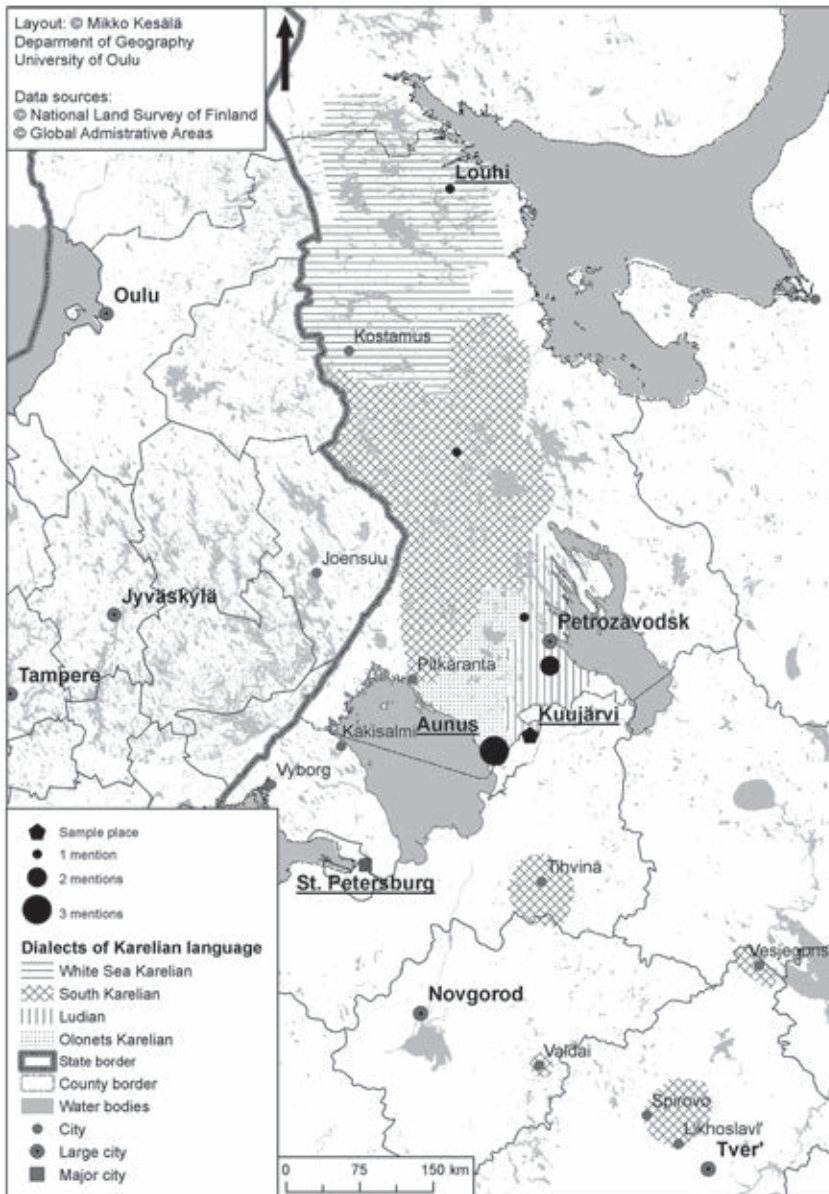 Layout: © Mikko Kesälä
Deparment of Geography
University of Oulu
Data sources:
© National Land Survey of Finland
© Global Admistrative Areas
Louhi
Oulu
Kostamus
Joensuu
Jyväskylä
Petrozavodsk
Tampere
Pitkäranta
Aunus
Kuujärvi
Käkisalmi
Vyborg
St. Petersburg
Tihvinä
Vesjegonsk
Novgorod
Valdai
Spirovo
Likhoslavl'
Tver'
Sample place
1 mention
2 mentions
3 mentions
Dialects of Karelian language
White Sea Karelian
South Karelian
Ludian
Olonets Karelian
State border
County border
Water bodies
City
Large city
Major city
0 75 150 km